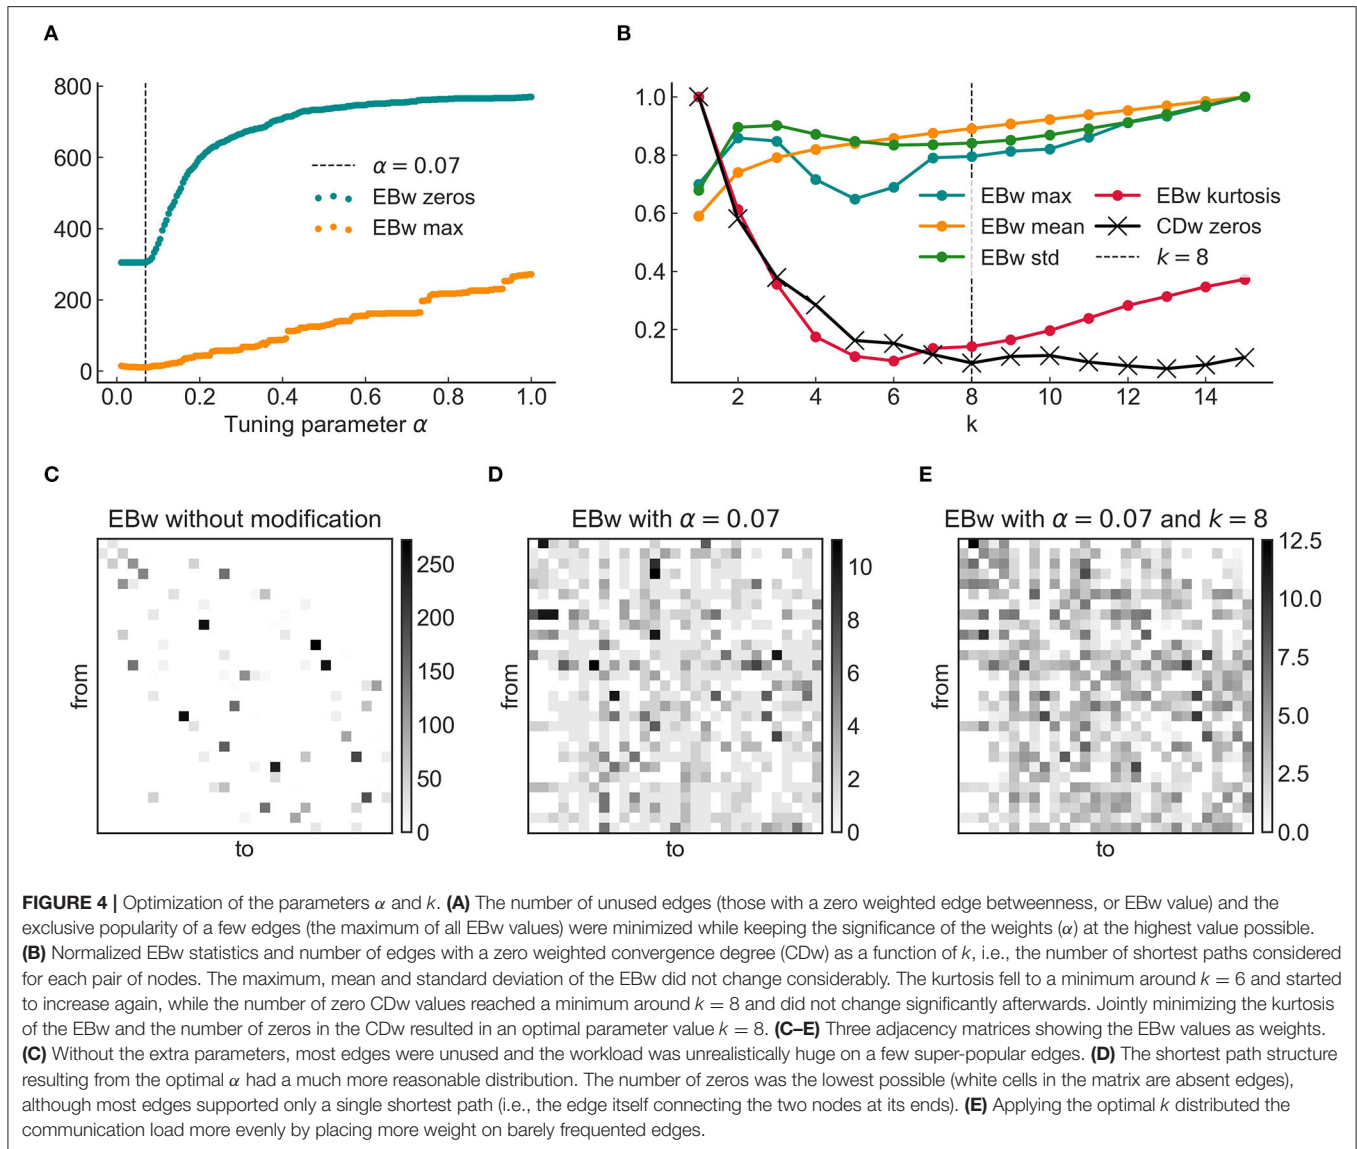 A
800
600
400
200
0
0.0 0.2 0.4 0.6 0.8 1.0
Tuning parameter α
α = 0.07
EBw zeros
EBw max
B
1.0
0.8
0.6
0.4
0.2
2 4 6 8 10 12 14
k
EBw max
EBw mean
EBw std
EBw kurtosis
CDw zeros
k = 8
C
EBw without modification
from
to
250
200
150
100
50
0
D
EBw with α = 0.07
from
to
10
8
6
4
2
0
E
EBw with α = 0.07 and k = 8
from
to
12.5
10.0
7.5
5.0
2.5
0.0
FIGURE 4 | Optimization of the parameters α and k. (A) The number of unused edges (those with a zero weighted edge betweenness, or EBw value) and the
exclusive popularity of a few edges (the maximum of all EBw values) were minimized while keeping the significance of the weights (α) at the highest value possible.
(B) Normalized EBw statistics and number of edges with a zero weighted convergence degree (CDw) as a function of k, i.e., the number of shortest paths considered
for each pair of nodes. The maximum, mean and standard deviation of the EBw did not change considerably. The kurtosis fell to a minimum around k = 6 and started
to increase again, while the number of zero CDw values reached a minimum around k = 8 and did not change significantly afterwards. Jointly minimizing the kurtosis
of the EBw and the number of zeros in the CDw resulted in an optimal parameter value k = 8. (C–E) Three adjacency matrices showing the EBw values as weights.
(C) Without the extra parameters, most edges were unused and the workload was unrealistically huge on a few super-popular edges. (D) The shortest path structure
resulting from the optimal α had a much more reasonable distribution. The number of zeros was the lowest possible (white cells in the matrix are absent edges),
although most edges supported only a single shortest path (i.e., the edge itself connecting the two nodes at its ends). (E) Applying the optimal k distributed the
communication load more evenly by placing more weight on barely frequented edges.